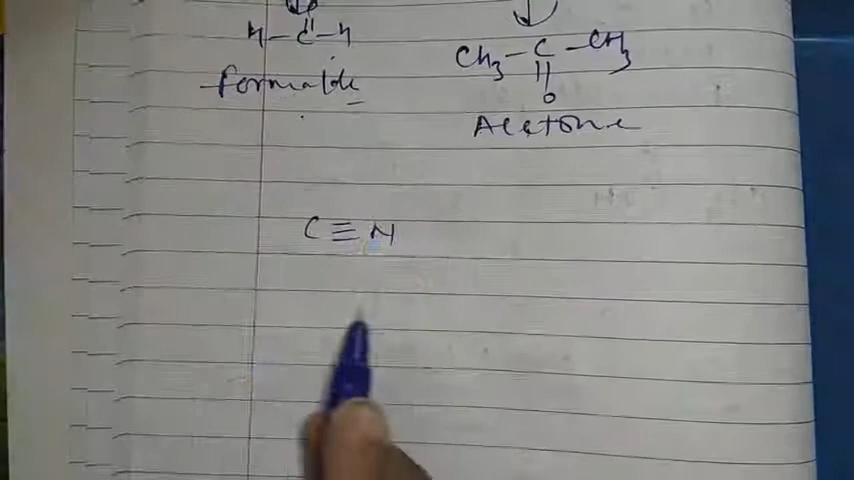 H-C-H
CH3-C-CH3
O
formalde
Acetone
C≡N